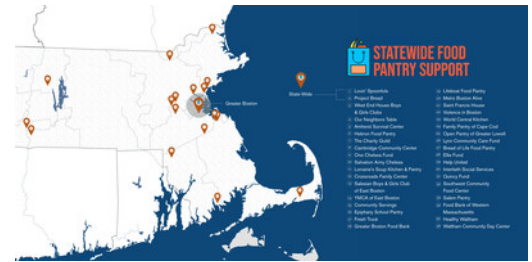 STATEWIDE FOOD
PANTRY SUPPORT
State-Wide
Greater Boston
Lovin' Spoonfuls
Project Bread
West End House Boys
& Girls Clubs
Our Neighbors Table
Amherst Survival Center
Hebron Food Pantry
The Charity Guild
Cambridge Community Center
One Chelsea Fund
Salvation Army Chelsea
Lorraine's Soup Kitchen & Pantry
Crossroads Family Center
Salesian Boys & Girls Club
of East Boston
YMCA of East Boston
Community Servings
Epiphany School Pantry
Fresh Truck
Greater Boston Food Bank
Lifeboat Food Pantry
Metro Boston Alive
Saint Francis House
Violence in Boston
World Central Kitchen
Family Pantry of Cape Cod
Open Pantry of Greater Lowell
Lynn Community Care Fund
Bread of Life Food Pantry
Ellie Fund
Help United
Interfaith Social Services
Quincy Fund
Southwest Community
Food Center
Salem Pantry
Food Bank of Western
Massachusetts
Healthy Waltham
Waltham Community Day Center